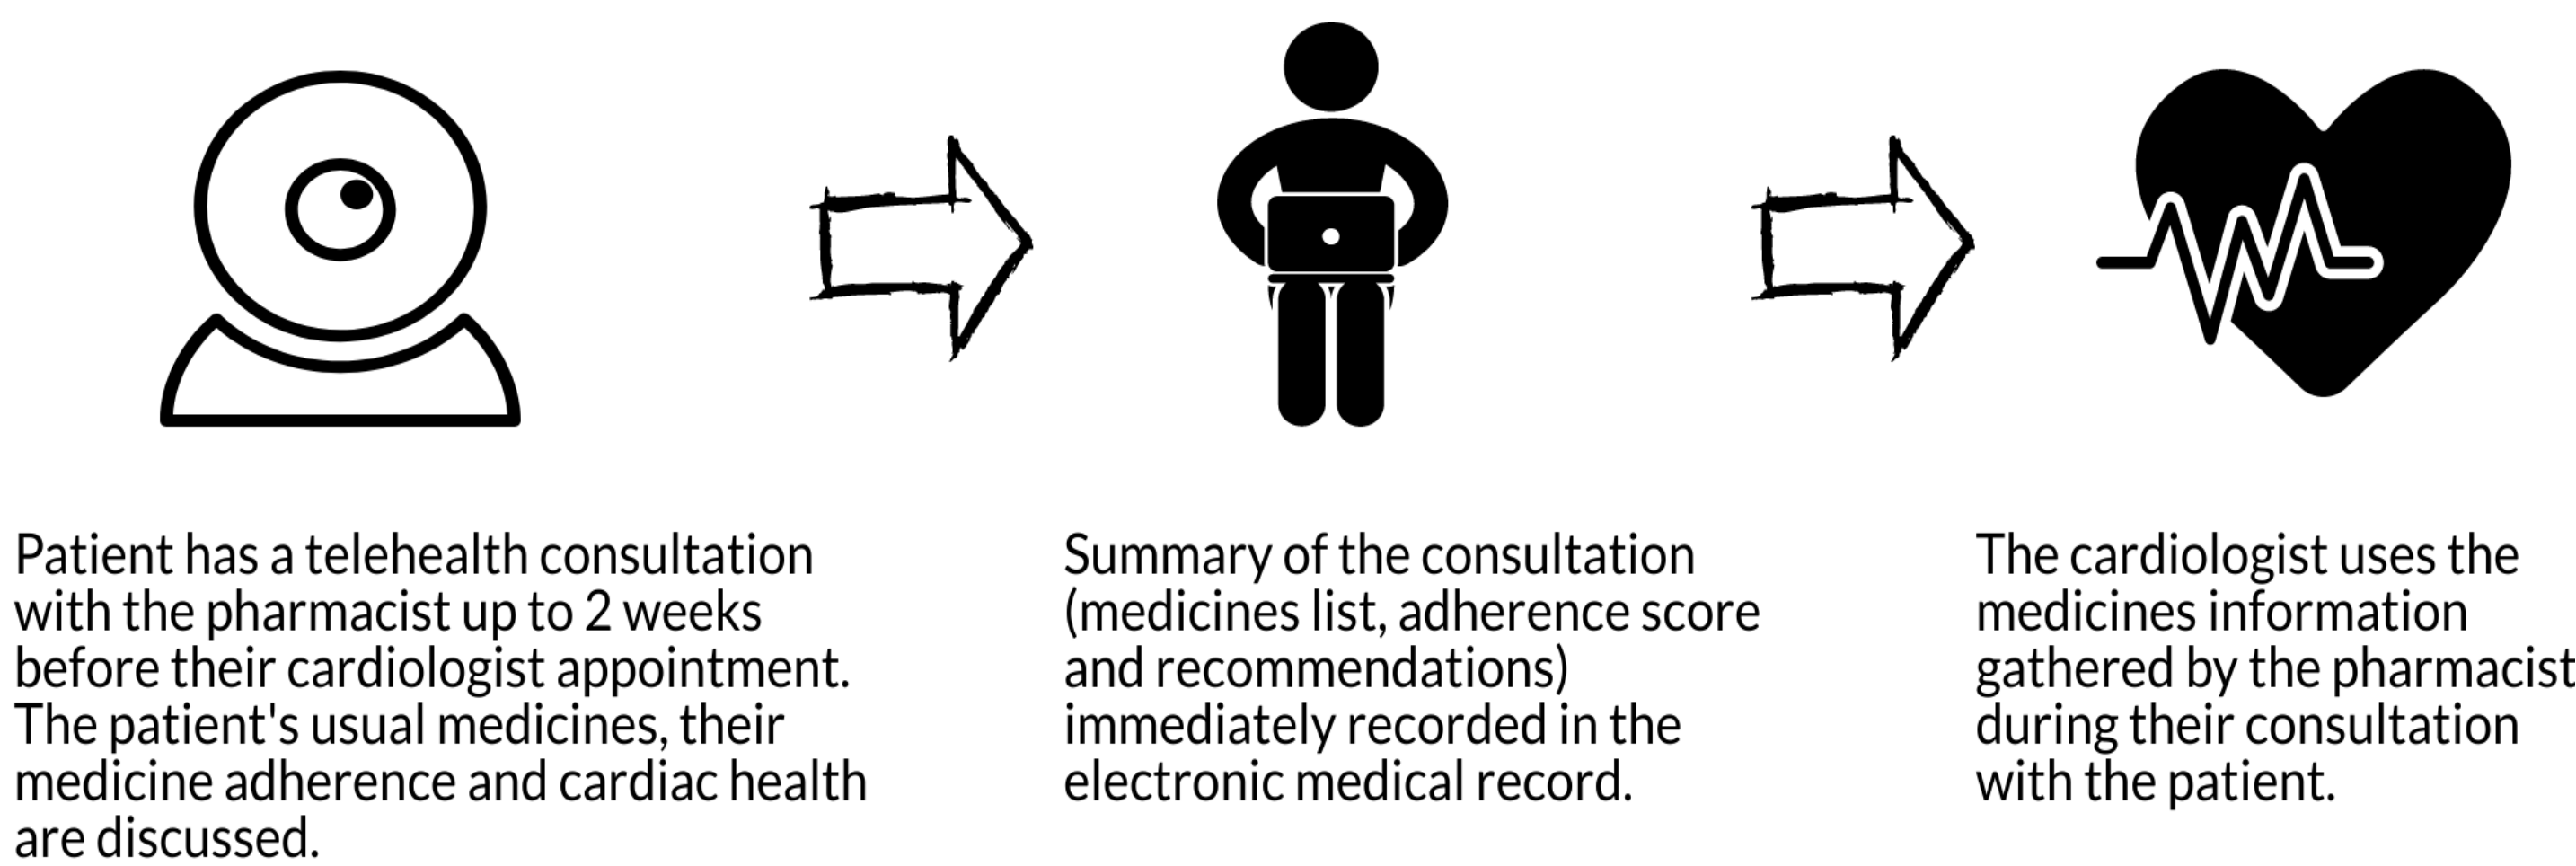 Patient has a telehealth consultation
with the pharmacist up to 2 weeks
before their cardiologist appointment.
The patient's usual medicines, their
medicine adherence and cardiac health
are discussed.
Summary of the consultation
(medicines list, adherence score
and recommendations)
immediately recorded in the
electronic medical record.
The cardiologist uses the
medicines information
gathered by the pharmacist
during their consultation
with the patient.